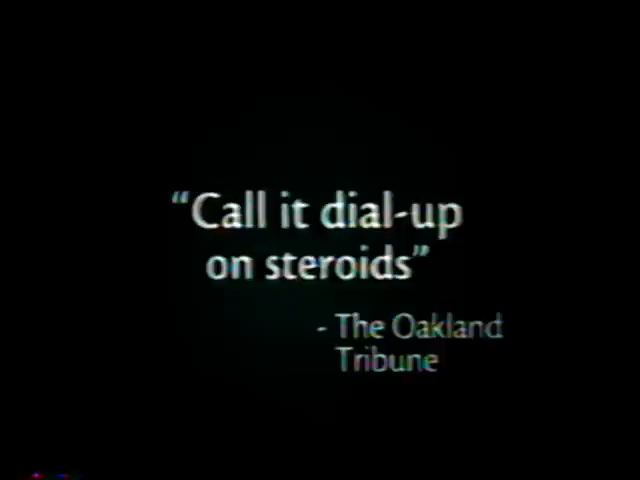 “Call it dial-up
on steroids”
- The Oakland
Tribune